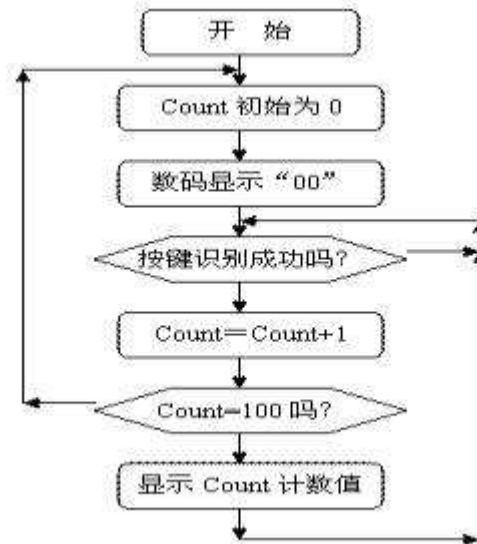 开 始
Count 初始为 0
数码显示“00”
按键识别成功吗?
Count=Count+1
Count=100 吗?
显示 Count 计数值